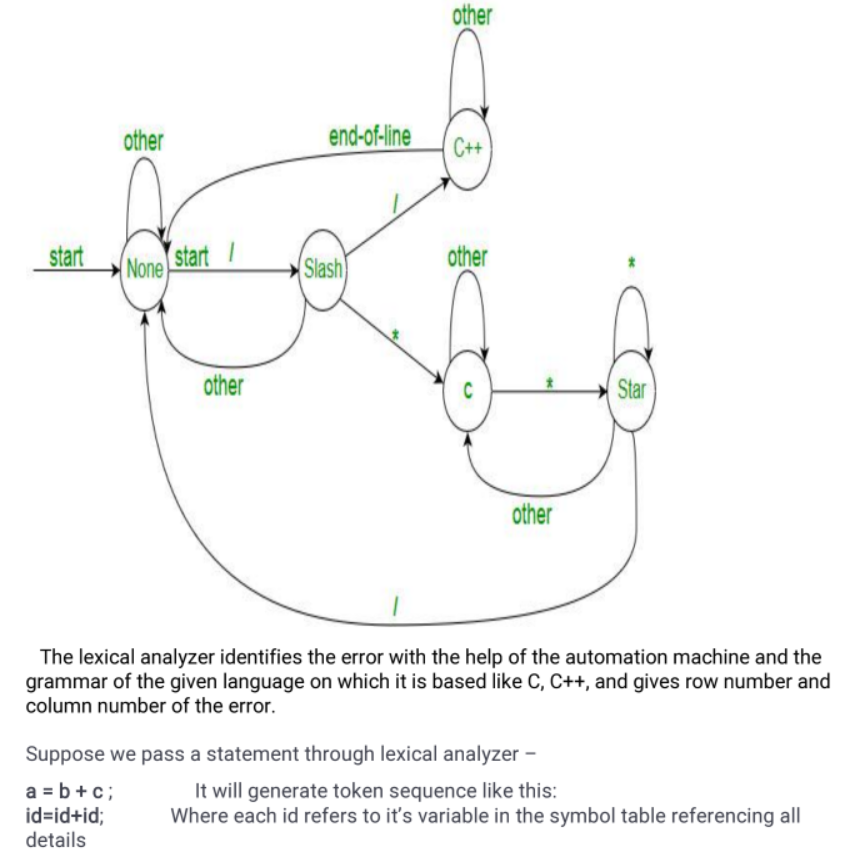 other
other
end-of-line
C++
/
start
None
start /
Slash
other
*
*
other
C
*
Star
other
/
The lexical analyzer identifies the error with the help of the automation machine and the
grammar of the given language on which it is based like C, C++, and gives row number and
column number of the error.
Suppose we pass a statement through lexical analyzer –
a = b + c ; It will generate token sequence like this:
id=id+id; Where each id refers to it’s variable in the symbol table referencing all
details